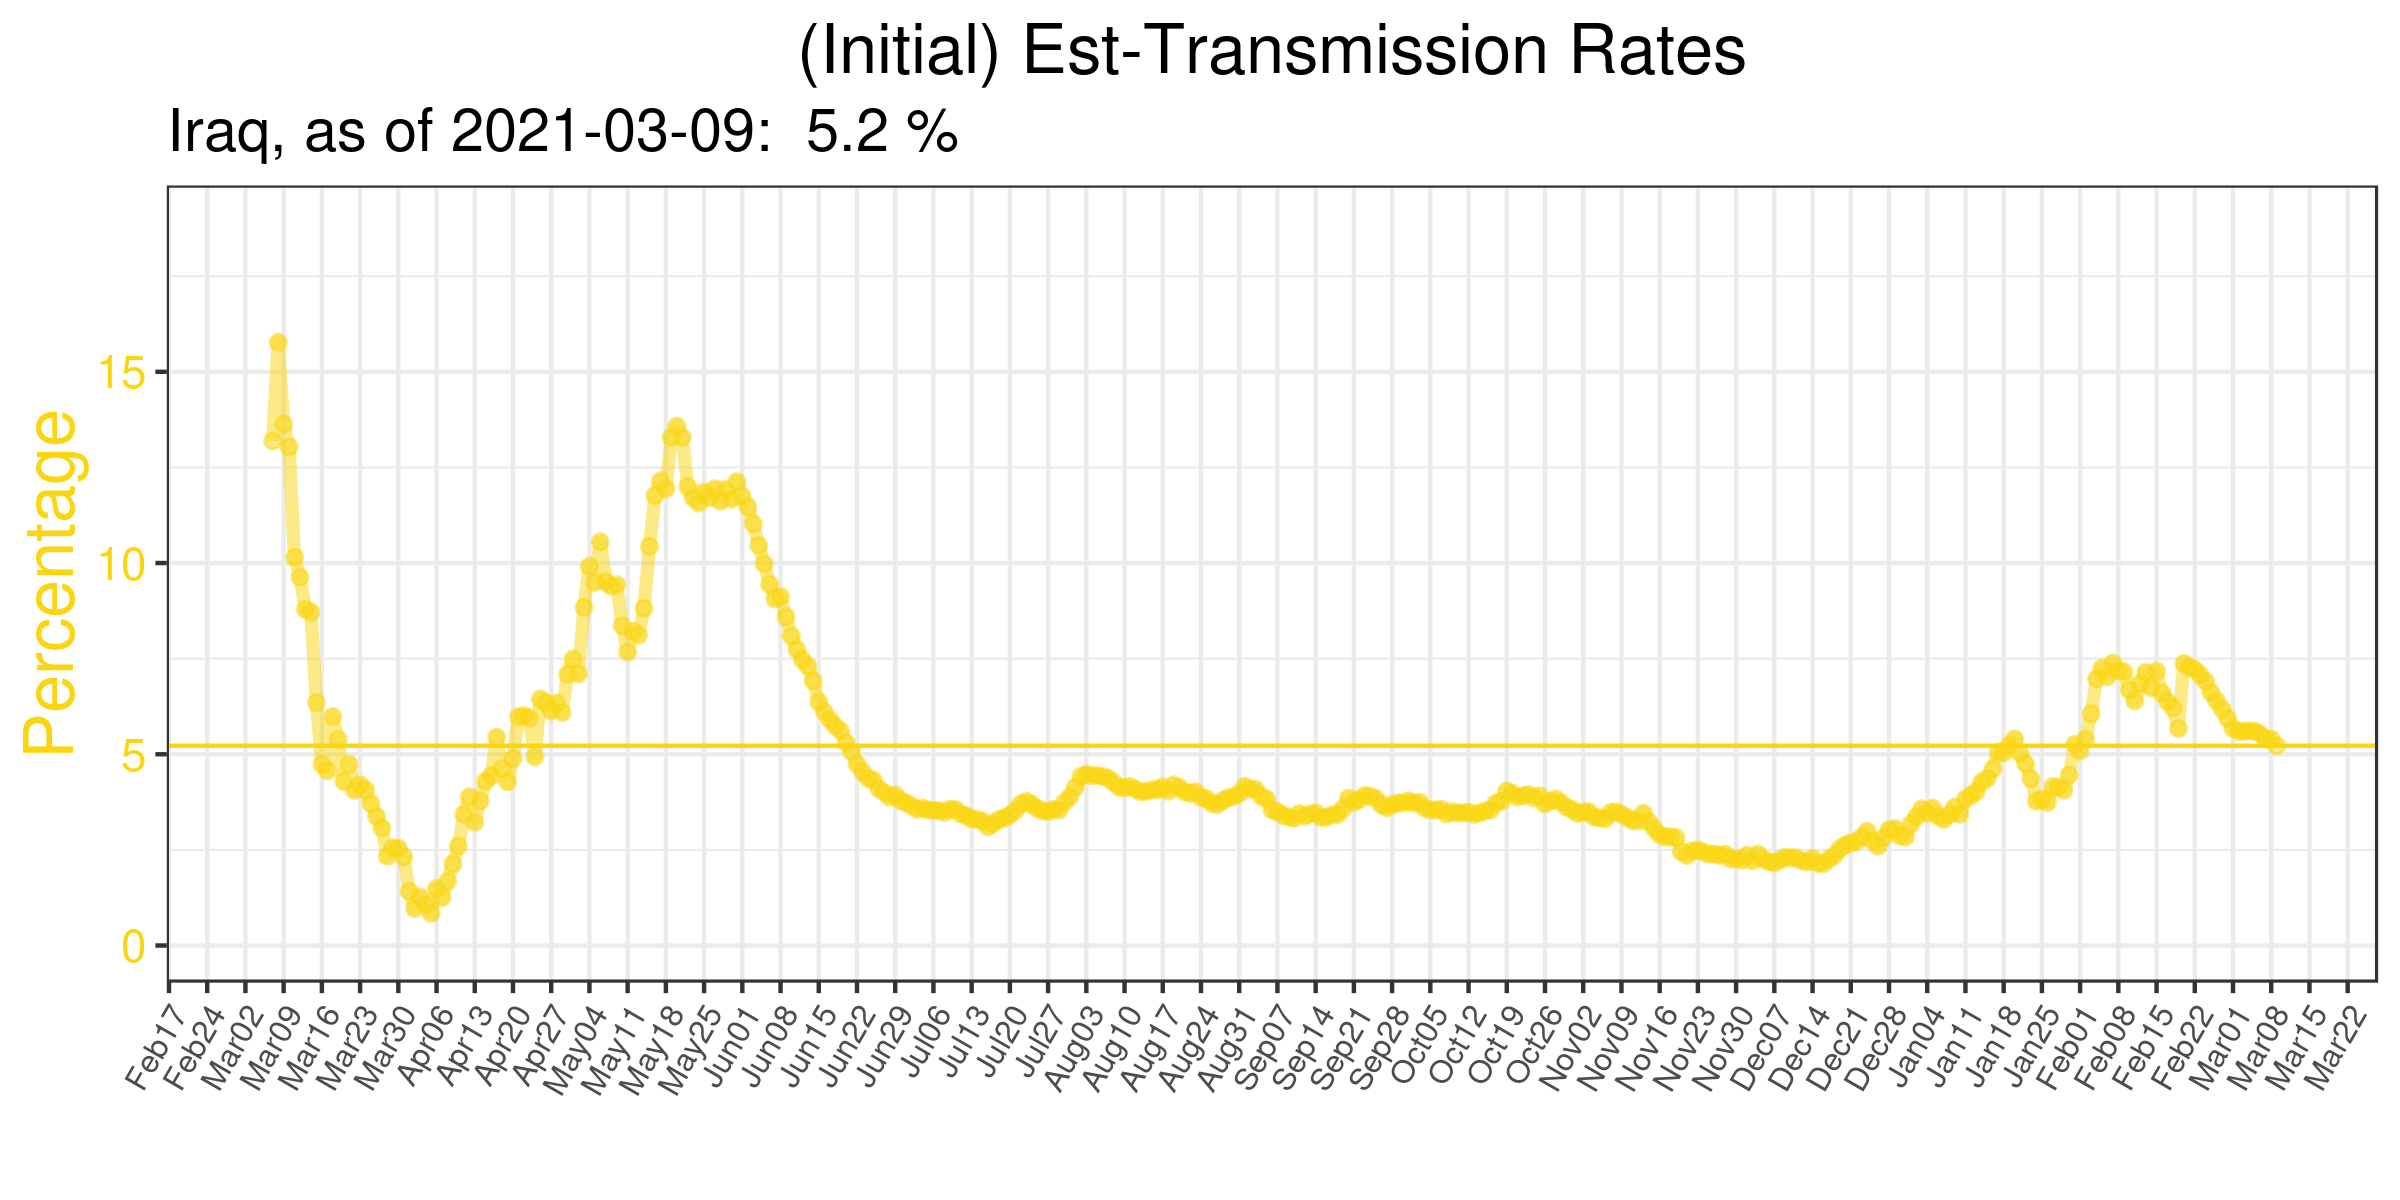 (Initial) Est-Transmission Rates
Iraq, as of 2021-03-09:  5.2 %
Percentage
15
10
5
0
Feb17
Feb24
Mar02
Mar09
Mar16
Mar23
Mar30
Apr06
Apr13
Apr20
Apr27
May04
May11
May18
May25
Jun01
Jun08
Jun15
Jun22
Jun29
Jul06
Jul13
Jul20
Jul27
Aug03
Aug10
Aug17
Aug24
Aug31
Sep07
Sep14
Sep21
Sep28
Oct05
Oct12
Oct19
Oct26
Nov02
Nov09
Nov16
Nov23
Nov30
Dec07
Dec14
Dec21
Dec28
Jan04
Jan11
Jan18
Jan25
Feb01
Feb08
Feb15
Feb22
Mar01
Mar08
Mar15
Mar22